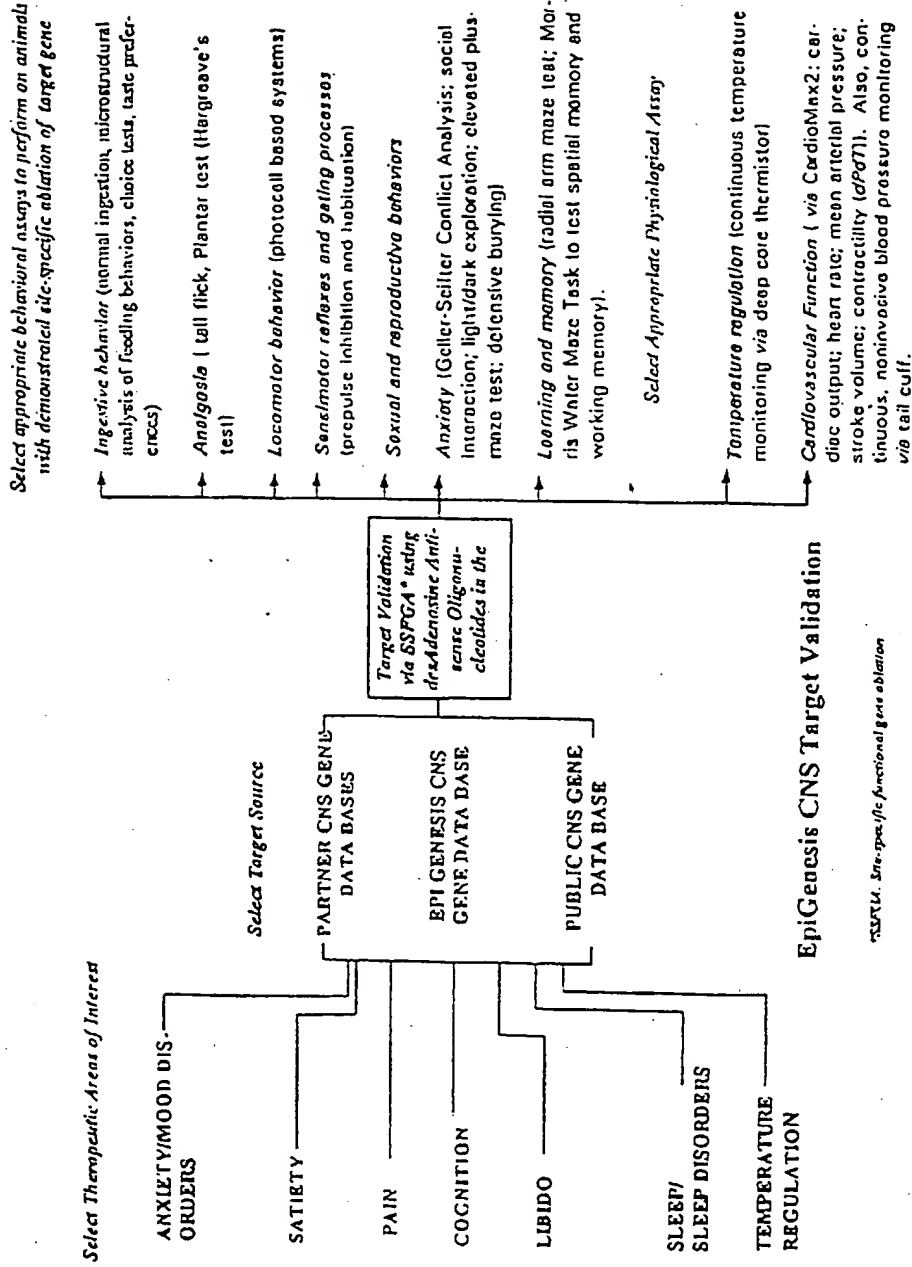 Select Therapeutic Areas of Interest
ANXIETY/MOOD DIS-
ORDERS
SATIETY
PAIN
COGNITION
LIBIDO
SLEEP/
SLEEP DISORDERS
TEMPERATURE
REGULATION
Select Target Source
PARTNER CNS GENE
DATA BASES
EPI GENESIS CNS
GENE DATA BASE
PUBLIC CNS GENE
DATA BASE
Target Validation
via SSFGA* using
desAdenosine Anti-
sense Oligonu-
cleotides in the
Select appropriate behavioral assays to perform on animals
with demonstrated site-specific ablation of target gene
Ingestive behavior (normal ingestion, microstructural
analysis of feeding behaviors, choice tests, taste prefer-
ences)
Analgesia ( tail flick, Plantar test (Hargreave's
test)
Locomotor behavior (photocell based systems)
Sensimotor reflexes and gating processes
(prepulse inhibition and habituation)
Sexual and reproductive behaviors
Anxiety (Geller-Seifter Conflict Analysis; social
interaction; light/dark exploration; elevated plus-
maze test; defensive burying)
Learning and memory (radial arm maze test; Mor-
ris Water Maze Task to test spatial memory and
working memory).
Select Appropriate Physiological Assay
Temperature regulation (continuous temperature
monitoring via deep core thermistor)
Cardiovascular Function ( via CardioMax2; car-
diac output; heart rate; mean arterial pressure;
stroke volume; contractility (dPdT)). Also, con-
tinuous, noninvasive blood pressure monitoring
via tail cuff.
EpiGenesis CNS Target Validation
*SSFGA. Site-specific functional gene ablation